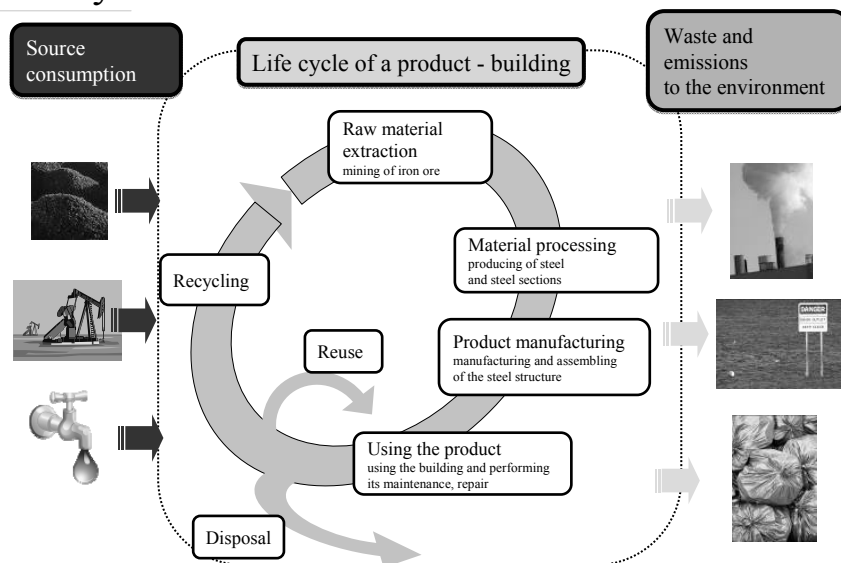 Source
consumption
Life cycle of a product - building
Waste and
emissions
to the environment
Raw material
extraction
mining of iron ore
Material processing
producing of steel
and steel sections
Recycling
Product manufacturing
manufacturing and assembling
of the steel structure
Reuse
Using the product
using the building and performing
its maintenance, repair
Disposal
DANGER